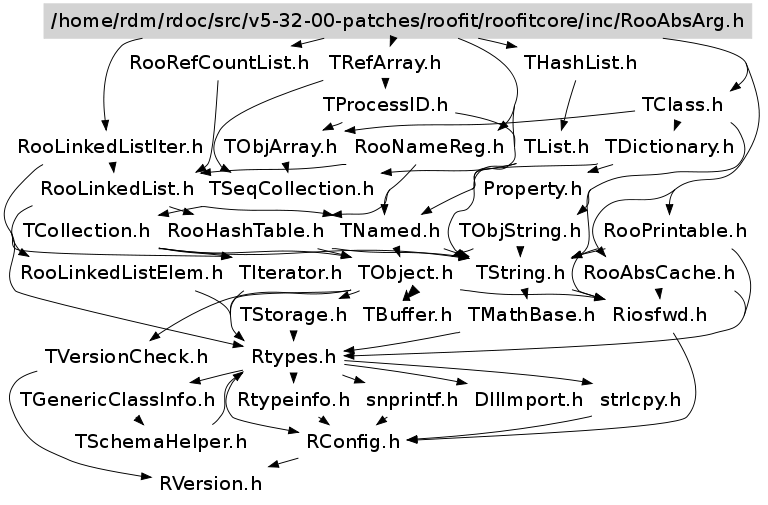 /home/rdm/rdoc/src/v5-32-00-patches/roofit/roofitcore/inc/RooAbsArg.h
RooRefCountList.h TRefArray.h THashList.h
TProcessID.h TClass.h
RooLinkedListIter.h TObjArray.h RooNameReg.h TList.h TDictionary.h
RooLinkedList.h TSeqCollection.h Property.h
TCollection.h RooHashTable.h TNamed.h TObjString.h RooPrintable.h
RooLinkedListElem.h TIterator.h TObject.h TString.h RooAbsCache.h
TStorage.h TBuffer.h TMathBase.h Riosfwd.h
TVersionCheck.h Rtypes.h
TGenericClassInfo.h Rtypeinfo.h snprintf.h DllImport.h strlcpy.h
TSchemaHelper.h RConfig.h
RVersion.h